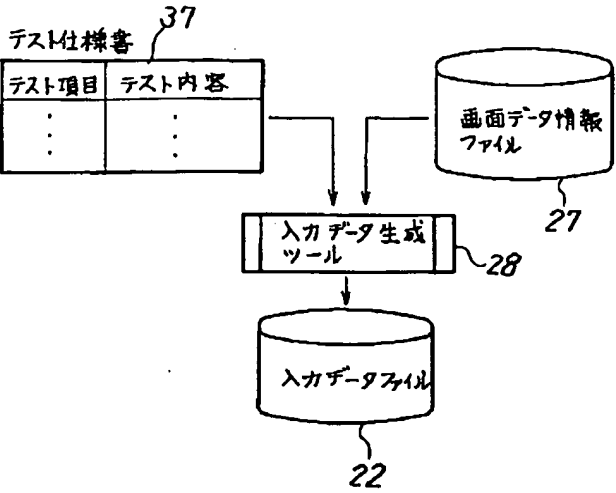 37
テスト仕様書
テスト項目 テスト内容
画面データ情報
ファイル
27
入力データ生成
ツール
28
入力データファイル
22